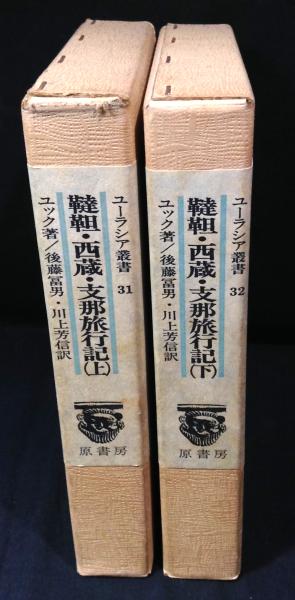 ユーラシア叢書 31
韃靼・西蔵・支那旅行記(上)
ユック著/後藤冨男・川上芳信訳
原書房
ユーラシア叢書 32
韃靼・西蔵・支那旅行記(下)
ユック著/後藤冨男・川上芳信訳
原書房